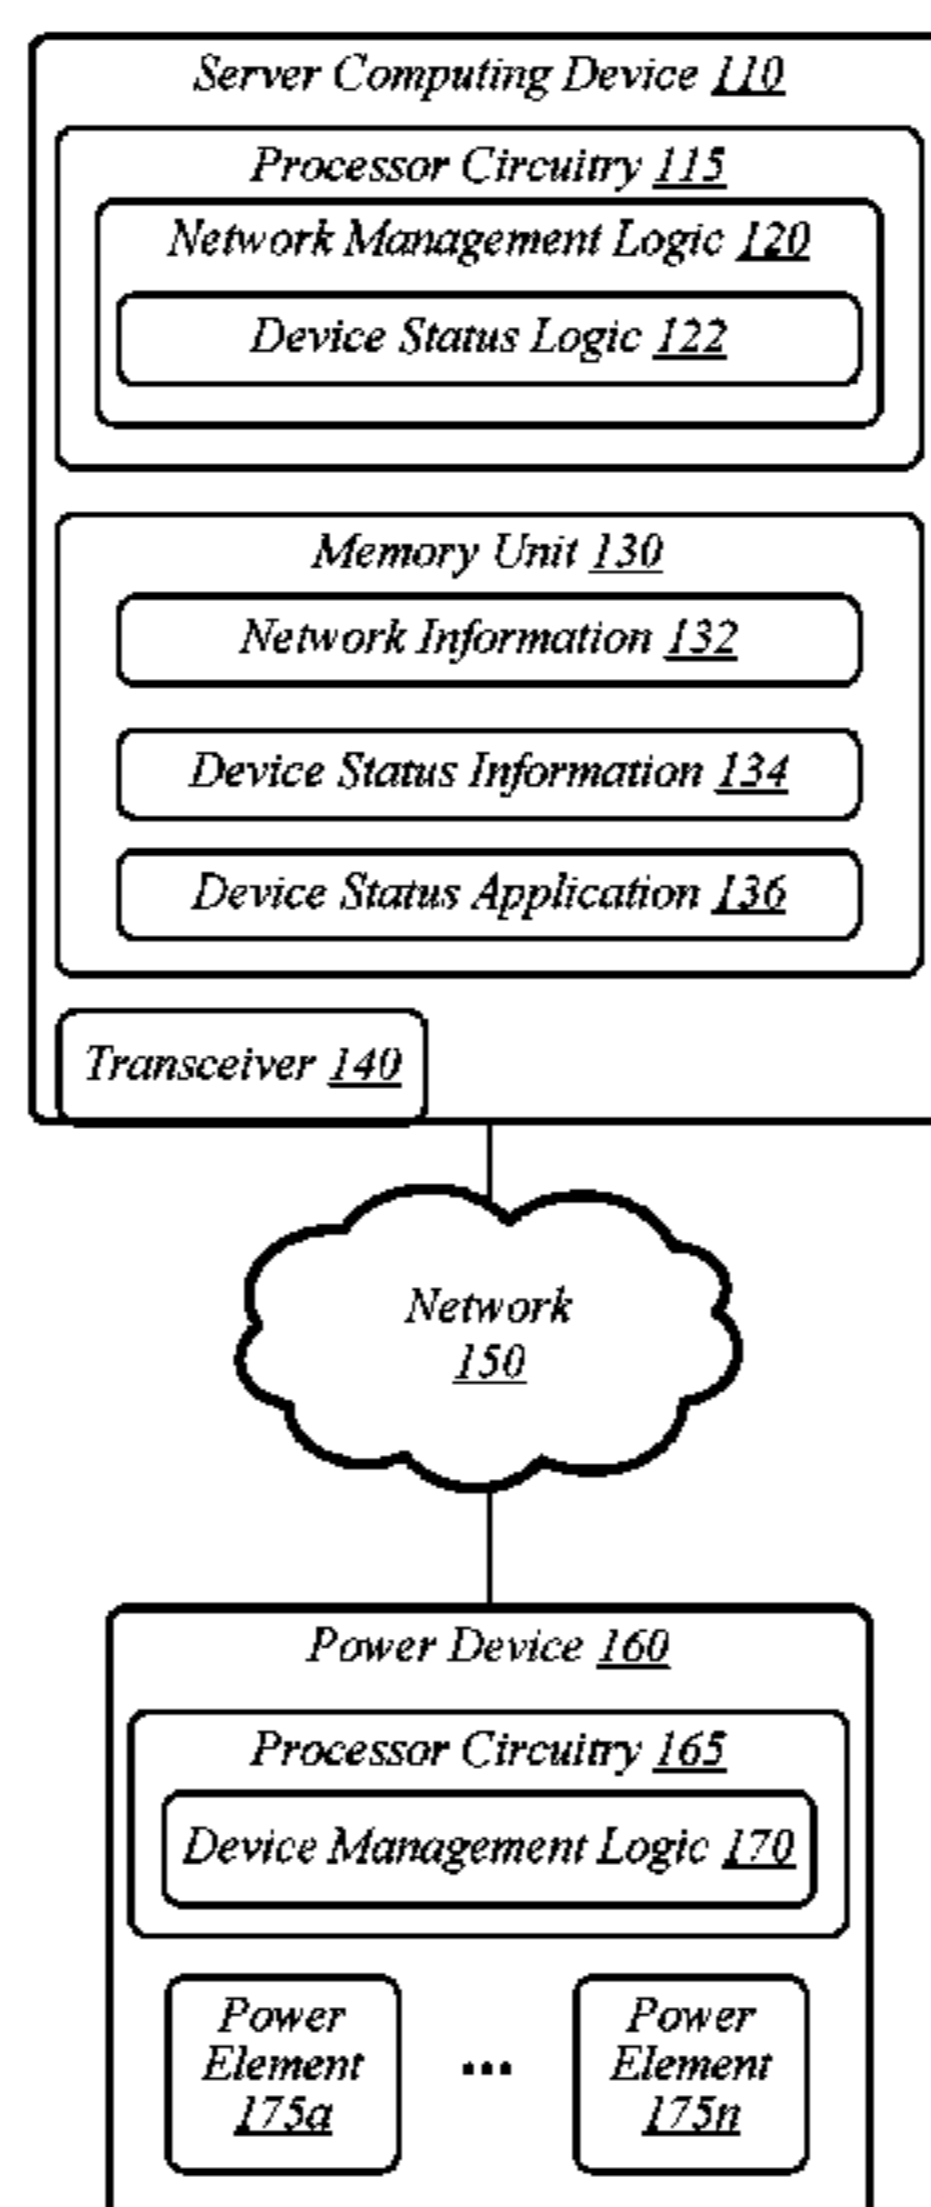 Server Computing Device 110
Processor Circuitry 115
Network Management Logic 120
Device Status Logic 122
Memory Unit 130
Network Information 132
Device Status Information 134
Device Status Application 136
Transceiver 140
Network
150
Power Device 160
Processor Circuitry 165
Device Management Logic 170
Power
Element
175a
...
Power
Element
175n